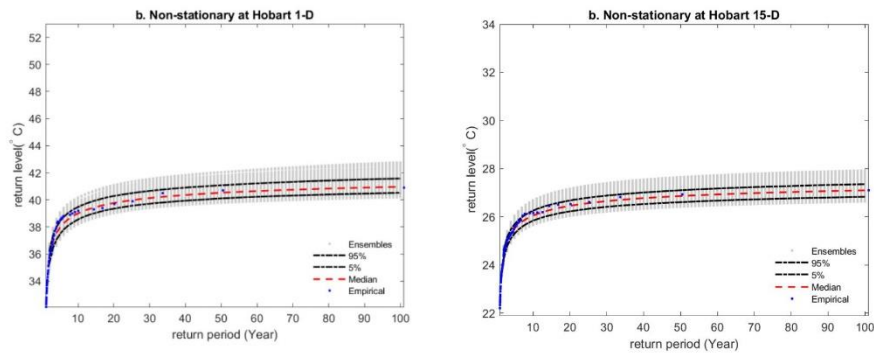 b. Non-stationary at Hobart 1-D
return level(° C)
52
50
48
46
44
42
40
38
36
34
10 20 30 40 50 60 70 80 90 100
return period (Year)
Ensembles
95%
5%
Median
Empirical
b. Non-stationary at Hobart 15-D
return level(° C)
34
32
30
28
26
24
22
10 20 30 40 50 60 70 80 90 100
return period (Year)
Ensembles
95%
5%
Median
Empirical